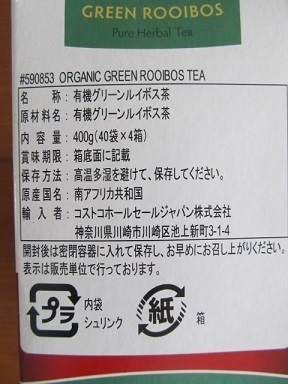 GREEN ROOIBOS
Pure Herbal Tea
#590853 ORGANIC GREEN ROOIBOS TEA
名　　称：有機グリーンルイボス茶
原材料名：有機グリーンルイボス茶
内 容 量：400g(40袋×4箱)
賞味期限：箱底面に記載
保存方法：高温多湿を避けて、保存してください。
原産国名：南アフリカ共和国
輸 入 者：コストコホールセールジャパン株式会社
神奈川県川崎市川崎区池上新町3-1-4
開封後は密閉容器に入れて保存し、お早めにお召し上がりください。
表示は販売単位で行っております。
プラ 内袋 シュリンク 紙 箱